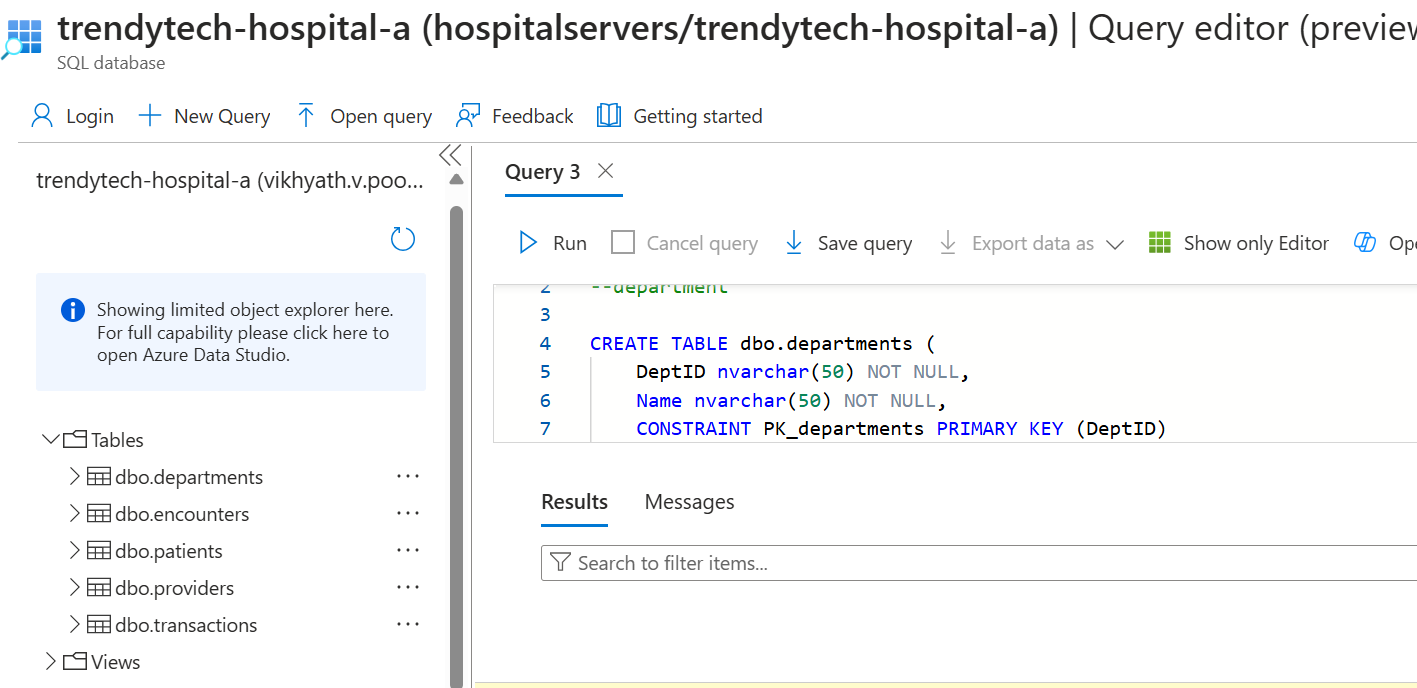 trendytech-hospital-a (hospitalservers/trendytech-hospital-a) | Query editor (preview
SQL database
Login New Query Open query Feedback Getting started
trendytech-hospital-a (vikhyath.v.poo...
Showing limited object explorer here.
For full capability please click here to
open Azure Data Studio.
Tables
dbo.departments ...
dbo.encounters ...
dbo.patients ...
dbo.providers ...
dbo.transactions ...
Views
Query 3
Run Cancel query Save query Export data as Show only Editor
2 --department
3
4 CREATE TABLE dbo.departments (
5 DeptID nvarchar(50) NOT NULL,
6 Name nvarchar(50) NOT NULL,
7 CONSTRAINT PK_departments PRIMARY KEY (DeptID)
Results Messages
Search to filter items...